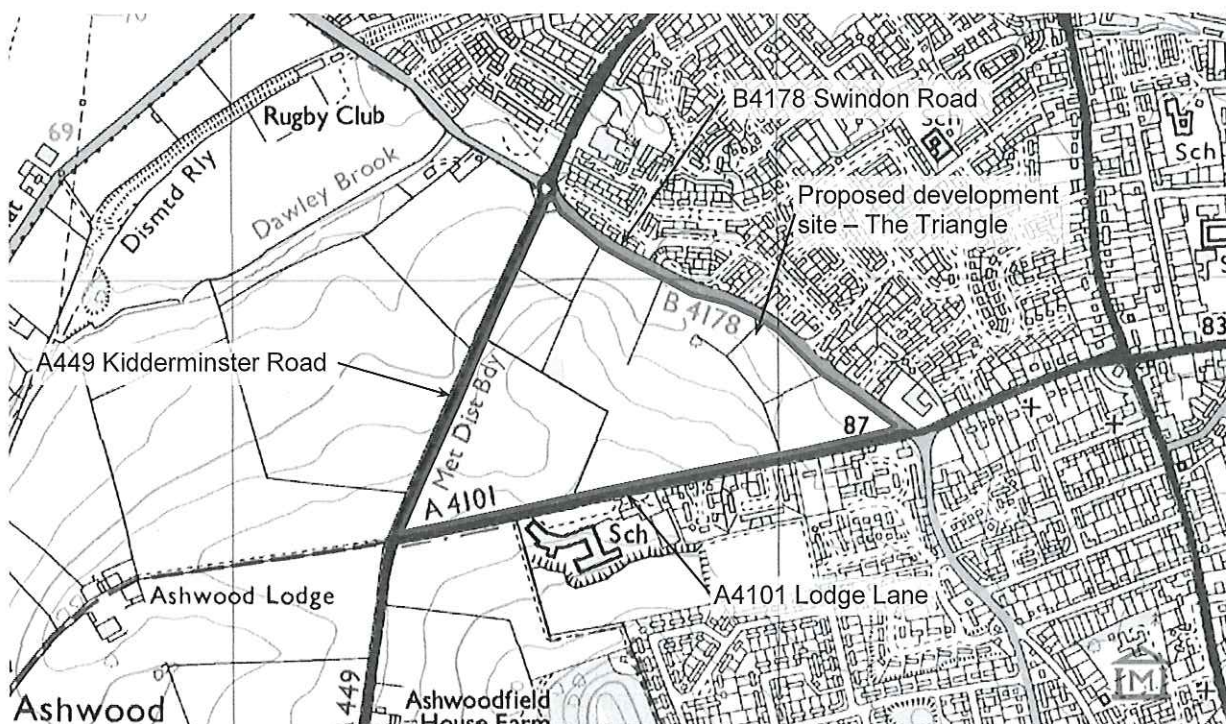 70
B4178 Swindon Road
Sch
Rugby Club
69
Sch
Dismtd Rly
Dawley Brook
Proposed development
site – The Triangle
B 4178
A449 Kidderminster Road
83
Met Dist Bdy
87
A 4101
Sch
Ashwood Lodge
A4101 Lodge Lane
449
Ashwoodfield
House Farm
Ashwood
M